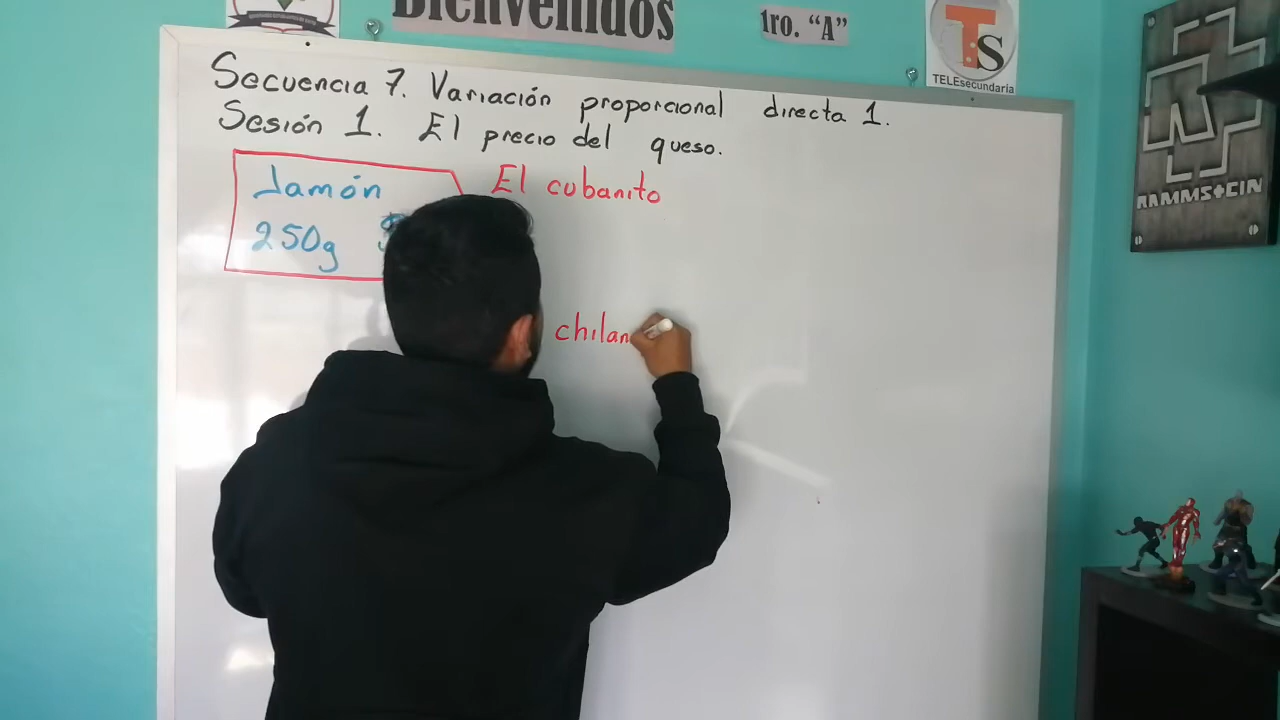 Bienvenidos
1ro. "A"
TS
TELEsecundaria
RAMMSTEIN
Secuencia 7. Variación proporcional directa 1.
Sesión 1. El precio del queso.
Jamón
250g $
El cubanito
chilan